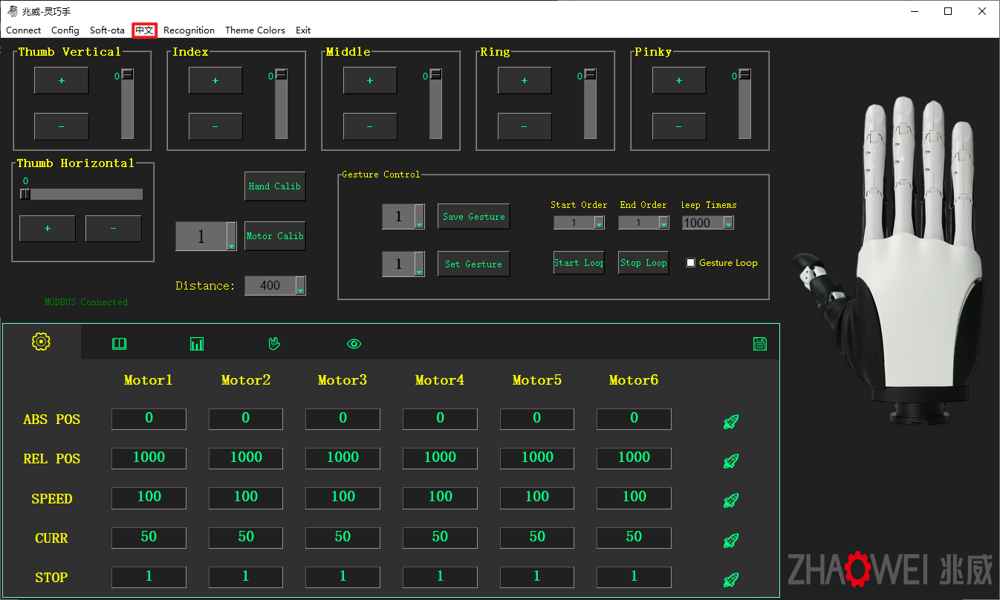 兆威-灵巧手
Connect Config Soft-ota 中文 Recognition Theme Colors Exit
Thumb Vertical Index Middle Ring Pinky
+ 0 + 0 + 0 + 0 + 0
- - - - -
Thumb Horizontal
0
+ -
Hand Calib
1 Motor Calib
Distance: 400
MODBUS Connected
Gesture Control
1 Save Gesture
1 Set Gesture
Start Order End Order leep Timems
1 1 1000
Start Loop Stop Loop Gesture Loop
Motor1 Motor2 Motor3 Motor4 Motor5 Motor6
ABS POS 0 0 0 0 0 0
REL POS 1000 1000 1000 1000 1000 1000
SPEED 100 100 100 100 100 100
CURR 50 50 50 50 50 50
STOP 1 1 1 1 1 1
ZHAOWEI 兆威